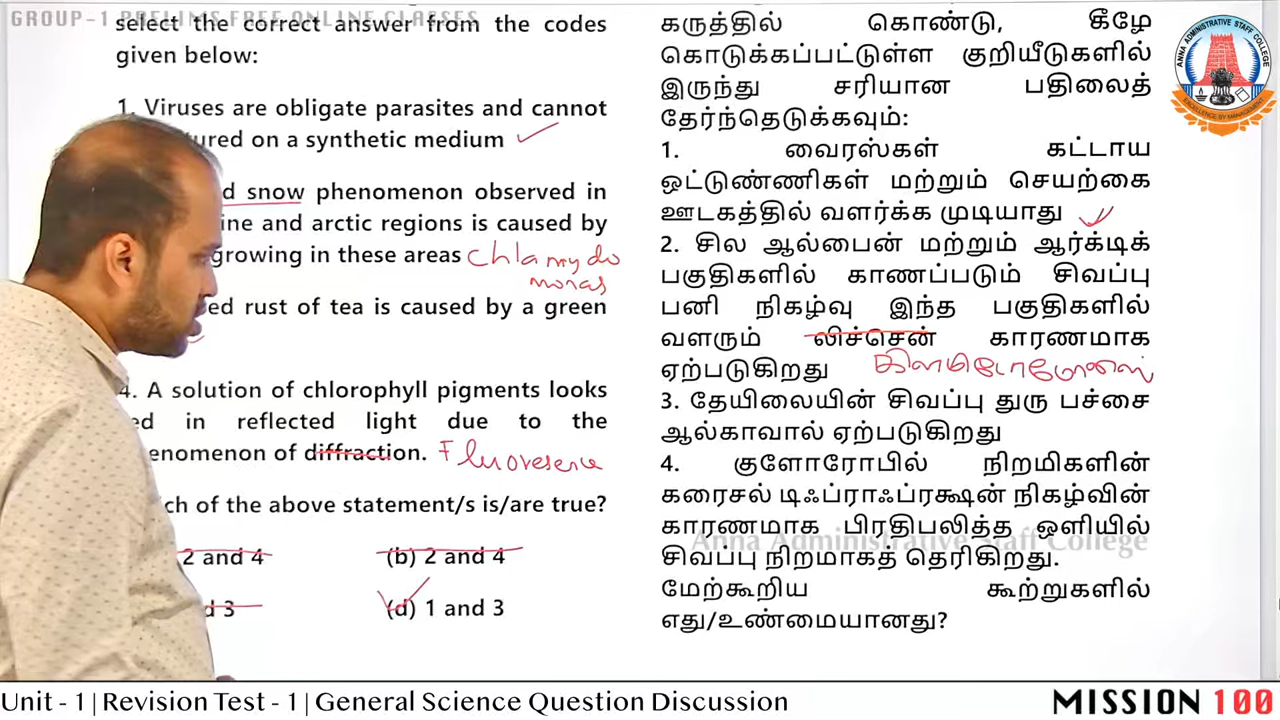 GROUP-1 PRELIMS FREE ONLINE CLASSES
select the correct answer from the codes
given below:
1. Viruses are obligate parasites and cannot
ured on a synthetic medium
d snow phenomenon observed in
ine and arctic regions is caused by
growing in these areas chlamydo
monas
ed rust of tea is caused by a green
4. A solution of chlorophyll pigments looks
ed in reflected light due to the
enomenon of diffraction. Fluoresence
ch of the above statement/s is/are true?
2 and 4 (b) 2 and 4
d 3 (d) 1 and 3
கருத்தில் கொண்டு, கீழே
கொடுக்கப்பட்டுள்ள குறியீடுகளில்
இருந்து சரியான பதிலைத்
தேர்ந்தெடுக்கவும்:
1. வைரஸ்கள் கட்டாய
ஒட்டுண்ணிகள் மற்றும் செயற்கை
ஊடகத்தில் வளர்க்க முடியாது
2. சில ஆல்பைன் மற்றும் ஆர்க்டிக்
பகுதிகளில் காணப்படும் சிவப்பு
பனி நிகழ்வு இந்த பகுதிகளில்
வளரும் லிச்சென் காரணமாக
ஏற்படுகிறது
3. தேயிலையின் சிவப்பு துரு பச்சை
ஆல்காவால் ஏற்படுகிறது
4. குளோரோபில் நிறமிகளின்
கரைசல் டிஃப்ராஃப்ரக்ஷன் நிகழ்வின்
காரணமாக பிரதிபலித்த ஒளியில்
சிவப்பு நிறமாகத் தெரிகிறது.
மேற்கூறிய கூற்றுகளில்
எது/உண்மையானது?
Anna Administrative Staff College
ANNA ADMINISTRATIVE STAFF COLLEGE
EXCELLENCE BY MANAGEMENT
Unit - 1 | Revision Test - 1 | General Science Question Discussion
MISSION 100